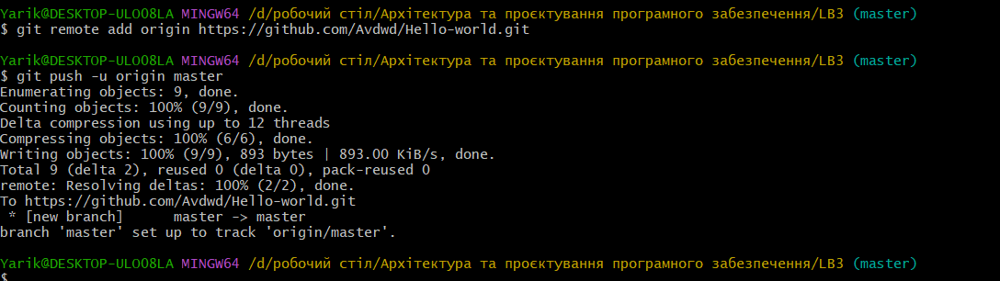 Yarik@DESKTOP-ULO08LA MINGW64 /d/робочий стіл/Архітектура та проєктування програмного забезпечення/LB3 (master)
$ git remote add origin https://github.com/Avdwd/Hello-world.git
Yarik@DESKTOP-ULO08LA MINGW64 /d/робочий стіл/Архітектура та проєктування програмного забезпечення/LB3 (master)
$ git push -u origin master
Enumerating objects: 9, done.
Counting objects: 100% (9/9), done.
Delta compression using up to 12 threads
Compressing objects: 100% (6/6), done.
Writing objects: 100% (9/9), 893 bytes | 893.00 KiB/s, done.
Total 9 (delta 2), reused 0 (delta 0), pack-reused 0
remote: Resolving deltas: 100% (2/2), done.
To https://github.com/Avdwd/Hello-world.git
 * [new branch]      master -> master
branch 'master' set up to track 'origin/master'.
Yarik@DESKTOP-ULO08LA MINGW64 /d/робочий стіл/Архітектура та проєктування програмного забезпечення/LB3 (master)
$